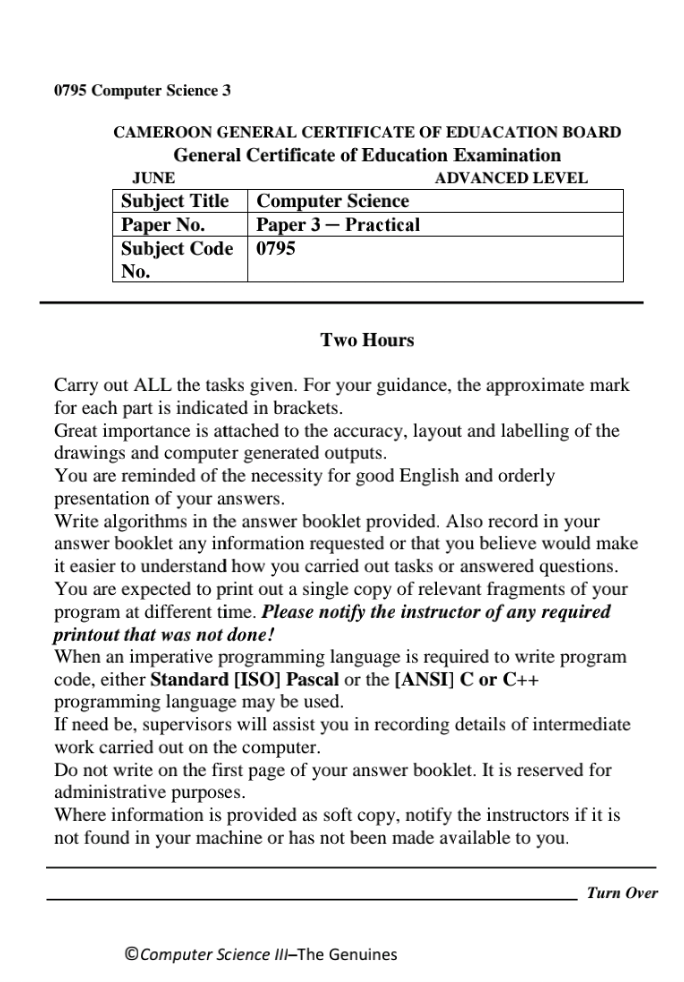 0795 Computer Science 3
CAMEROON GENERAL CERTIFICATE OF EDUACATION BOARD
General Certificate of Education Examination
JUNE ADVANCED LEVEL
Subject Title Computer Science
Paper No. Paper 3 – Practical
Subject Code 0795
No.
Two Hours
Carry out ALL the tasks given. For your guidance, the approximate mark
for each part is indicated in brackets.
Great importance is attached to the accuracy, layout and labelling of the
drawings and computer generated outputs.
You are reminded of the necessity for good English and orderly
presentation of your answers.
Write algorithms in the answer booklet provided. Also record in your
answer booklet any information requested or that you believe would make
it easier to understand how you carried out tasks or answered questions.
You are expected to print out a single copy of relevant fragments of your
program at different time. Please notify the instructor of any required
printout that was not done!
When an imperative programming language is required to write program
code, either Standard [ISO] Pascal or the [ANSI] C or C++
programming language may be used.
If need be, supervisors will assist you in recording details of intermediate
work carried out on the computer.
Do not write on the first page of your answer booklet. It is reserved for
administrative purposes.
Where information is provided as soft copy, notify the instructors if it is
not found in your machine or has not been made available to you.
Turn Over
©Computer Science III–The Genuines